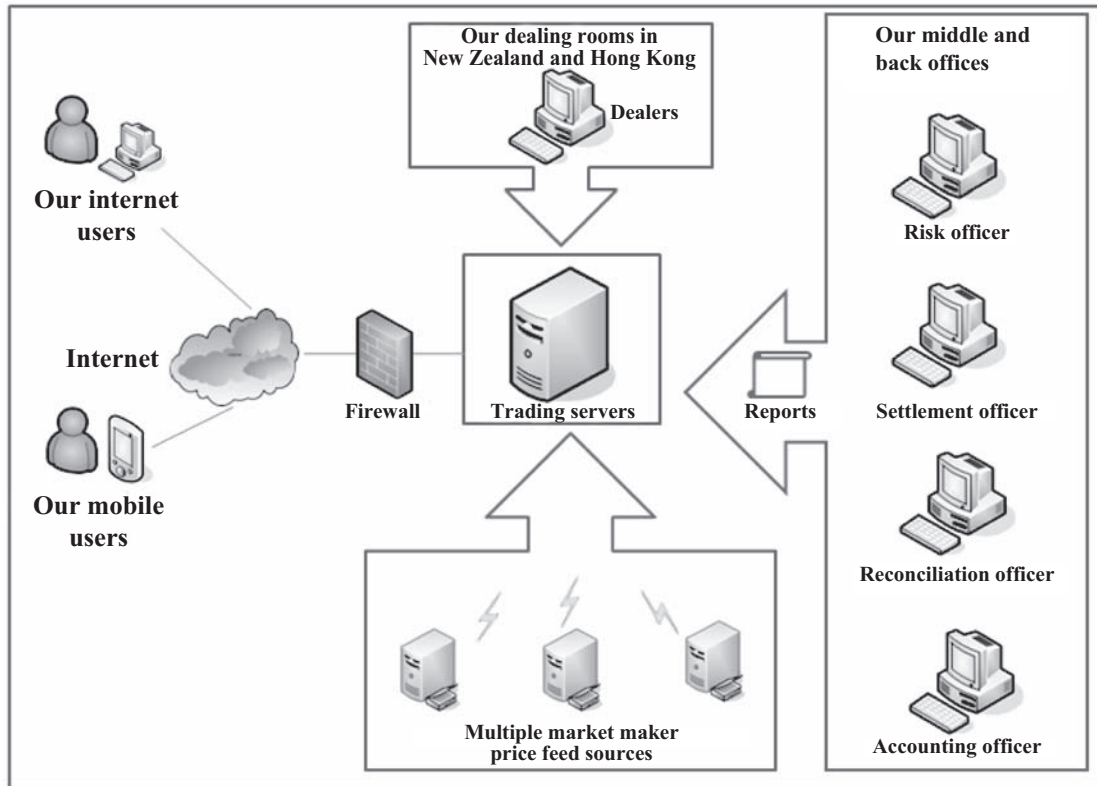 Our dealing rooms in
New Zealand and Hong Kong
Dealers
Our middle and
back offices
Our internet
users
Risk officer
Internet
Firewall
Trading servers
Reports
Settlement officer
Our mobile
users
Reconciliation officer
Multiple market maker
price feed sources
Accounting officer